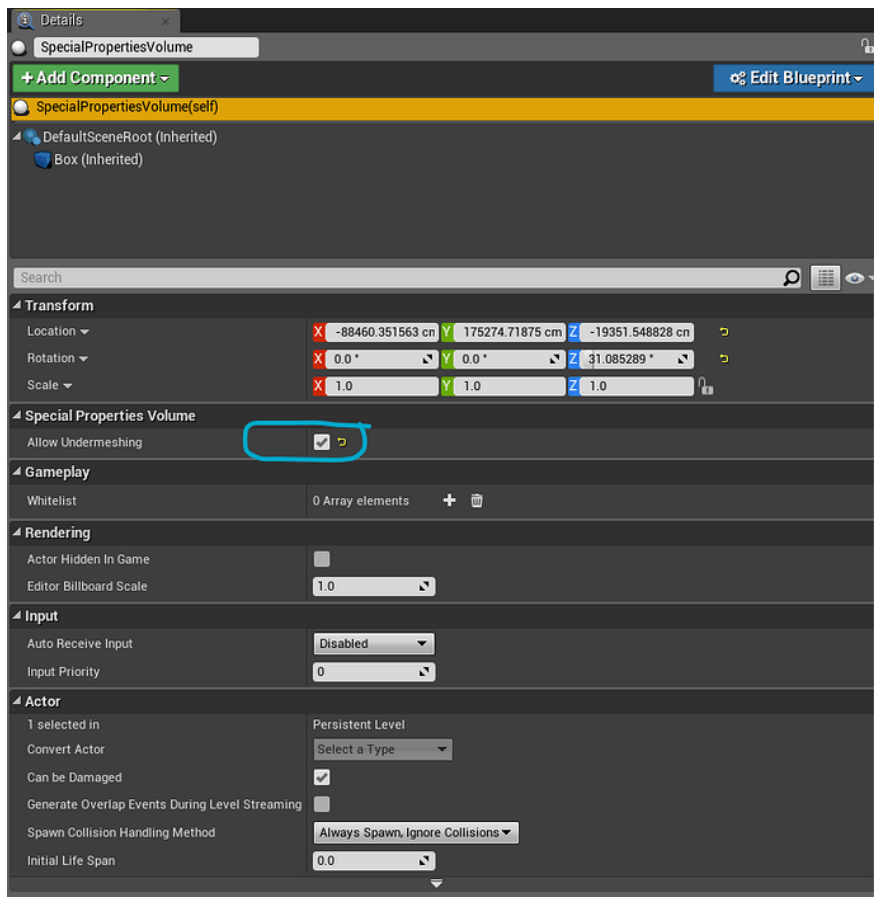 Details
SpecialPropertiesVolume
+ Add Component
Edit Blueprint
SpecialPropertiesVolume(self)
DefaultSceneRoot (Inherited)
Box (Inherited)
Search
Transform
Location X -88460.351563 cm Y 175274.71875 cm Z -19351.548828 cm
Rotation X 0.0 ° Y 0.0 ° Z 31.085289 °
Scale X 1.0 Y 1.0 Z 1.0
Special Properties Volume
Allow Undermeshing
Gameplay
Whitelist 0 Array elements
Rendering
Actor Hidden In Game
Editor Billboard Scale 1.0
Input
Auto Receive Input Disabled
Input Priority 0
Actor
1 selected in Persistent Level
Convert Actor Select a Type
Can be Damaged
Generate Overlap Events During Level Streaming
Spawn Collision Handling Method Always Spawn, Ignore Collisions
Initial Life Span 0.0